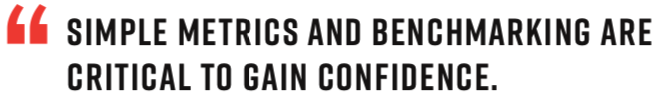 “ SIMPLE METRICS AND BENCHMARKING ARE
CRITICAL TO GAIN CONFIDENCE.